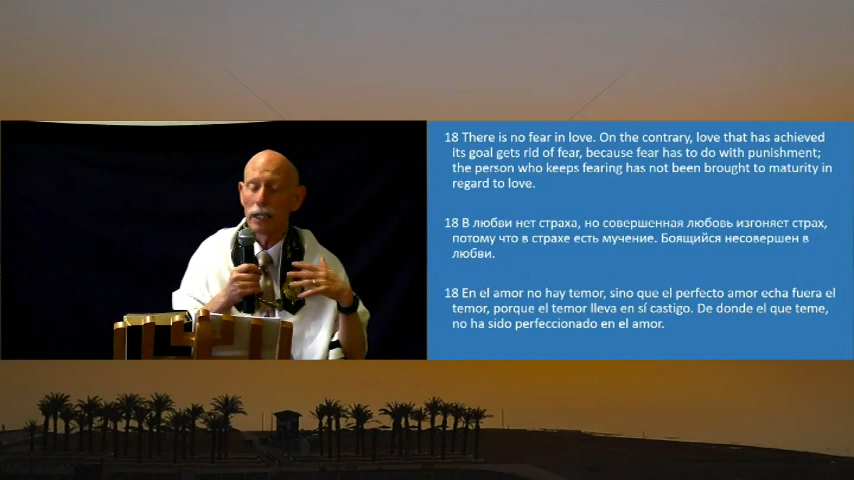 18 There is no fear in love. On the contrary, love that has achieved
its goal gets rid of fear, because fear has to do with punishment;
the person who keeps fearing has not been brought to maturity in
regard to love.
18 В любви нет страха, но совершенная любовь изгоняет страх,
потому что в страхе есть мучение. Боящийся несовершен в
любви.
18 En el amor no hay temor, sino que el perfecto amor echa fuera el
temor, porque el temor lleva en sí castigo. De donde el que teme,
no ha sido perfeccionado en el amor.